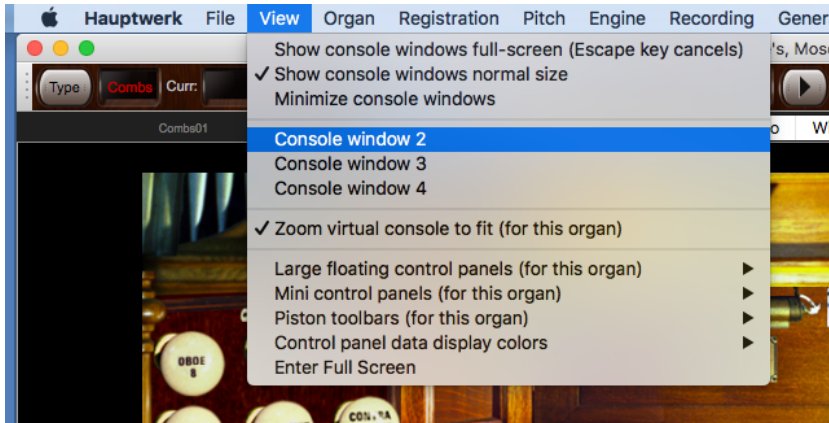 Hauptwerk File View Organ Registration Pitch Engine Recording Gener
's, Mos
Type Combs Curr:
Combs01
Show console windows full-screen (Escape key cancels)
✓ Show console windows normal size
Minimize console windows
Console window 2
Console window 3
Console window 4
✓ Zoom virtual console to fit (for this organ)
Large floating control panels (for this organ)
Mini control panels (for this organ)
Piston toolbars (for this organ)
Control panel data display colors
Enter Full Screen
OBOE
8
CONTRA